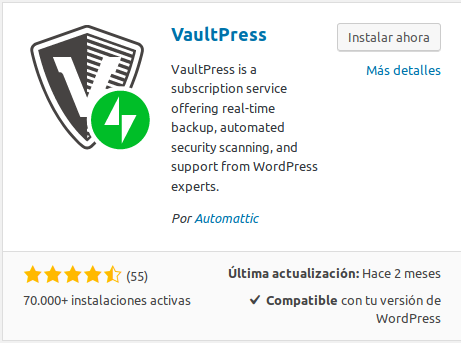 VaultPress
Instalar ahora
Más detalles
VaultPress is a
subscription service
offering real-time
backup, automated
security scanning, and
support from WordPress
experts.
Por Automattic
(55)
70.000+ instalaciones activas
Última actualización: Hace 2 meses
✔ Compatible con tu versión de
WordPress